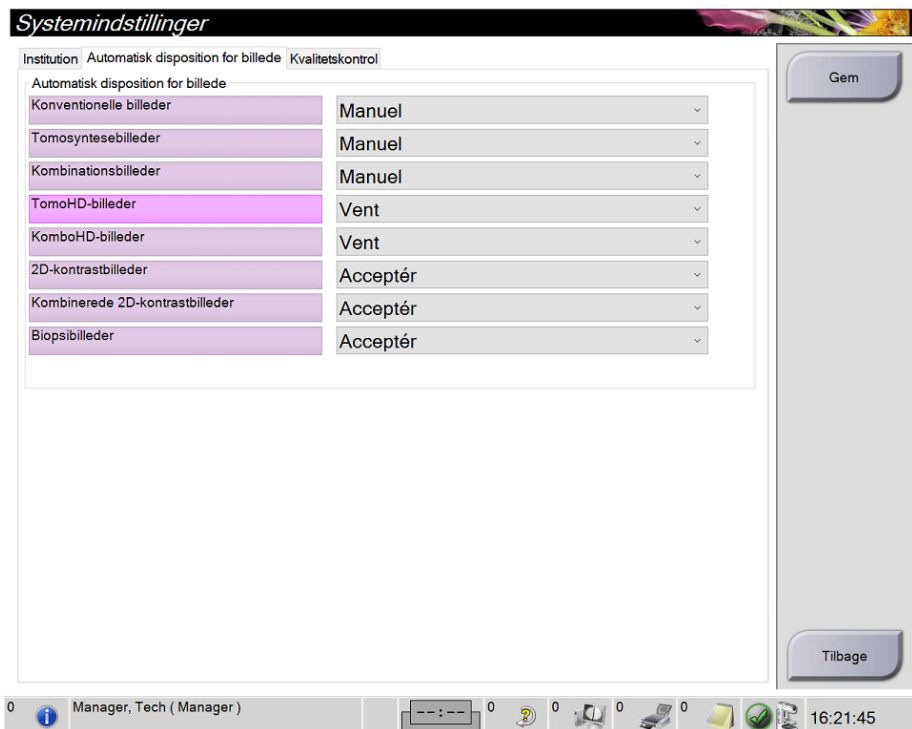 Systemindstillinger
Institution Automatisk disposition for billede Kvalitetskontrol
Automatisk disposition for billede
Konventionelle billeder Manuel
Tomosyntesebilleder Manuel
Kombinationsbilleder Manuel
TomoHD-billeder Vent
KomboHD-billeder Vent
2D-kontrastbilleder Acceptér
Kombinerede 2D-kontrastbilleder Acceptér
Biopsibilleder Acceptér
Gem
Tilbage
0 Manager, Tech ( Manager ) --:-- 0 0 0 0 16:21:45